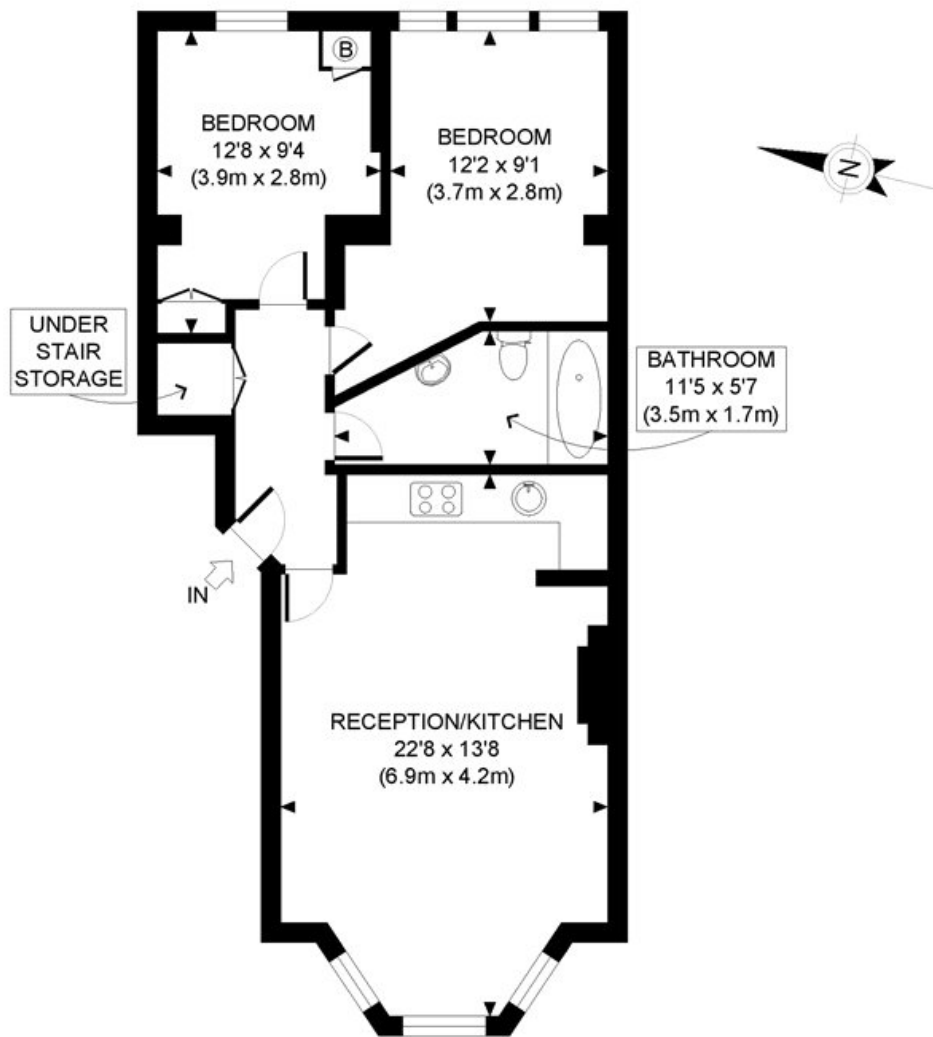 B
BEDROOM
12'8 x 9'4
(3.9m x 2.8m)
BEDROOM
12'2 x 9'1
(3.7m x 2.8m)
N
UNDER
STAIR
STORAGE
BATHROOM
11'5 x 5'7
(3.5m x 1.7m)
IN
RECEPTION/KITCHEN
22'8 x 13'8
(6.9m x 4.2m)